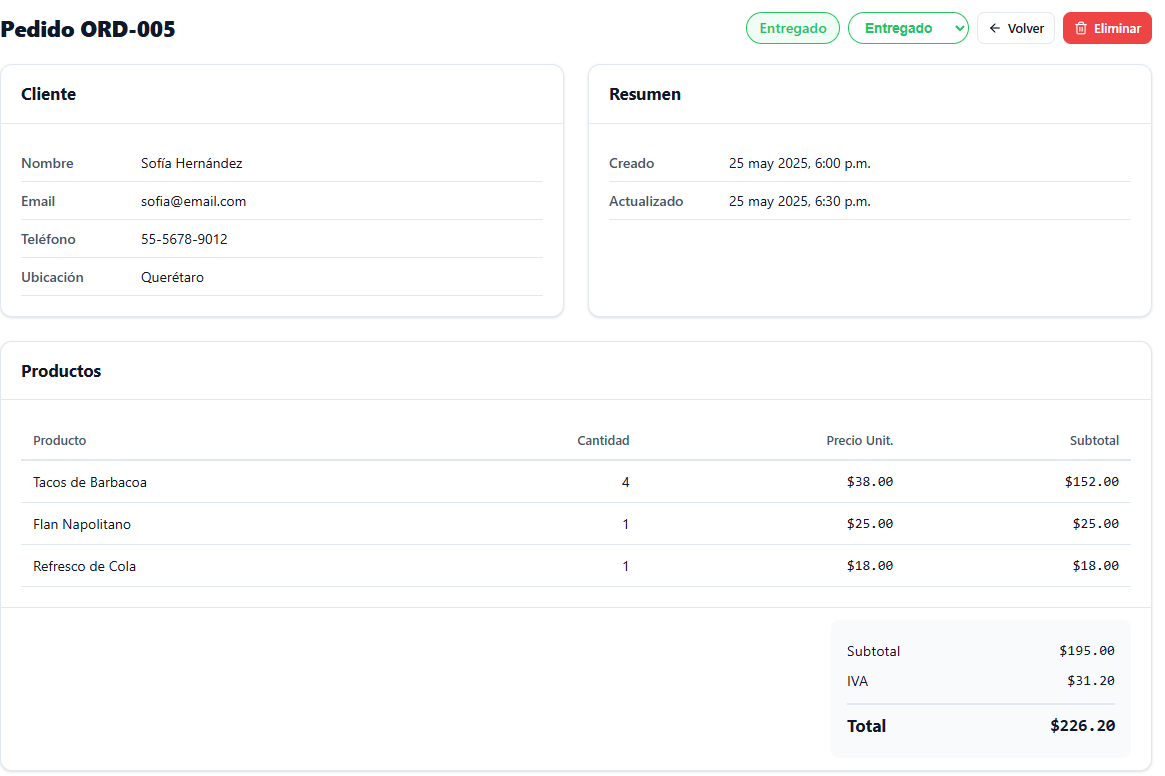 Pedido ORD-005 Entregado Entregado Volver Eliminar
Cliente
Nombre Sofía Hernández
Email sofia@email.com
Teléfono 55-5678-9012
Ubicación Querétaro
Resumen
Creado 25 may 2025, 6:00 p.m.
Actualizado 25 may 2025, 6:30 p.m.
Productos
Producto Cantidad Precio Unit. Subtotal
Tacos de Barbacoa 4 $38.00 $152.00
Flan Napolitano 1 $25.00 $25.00
Refresco de Cola 1 $18.00 $18.00
Subtotal $195.00
IVA $31.20
Total $226.20